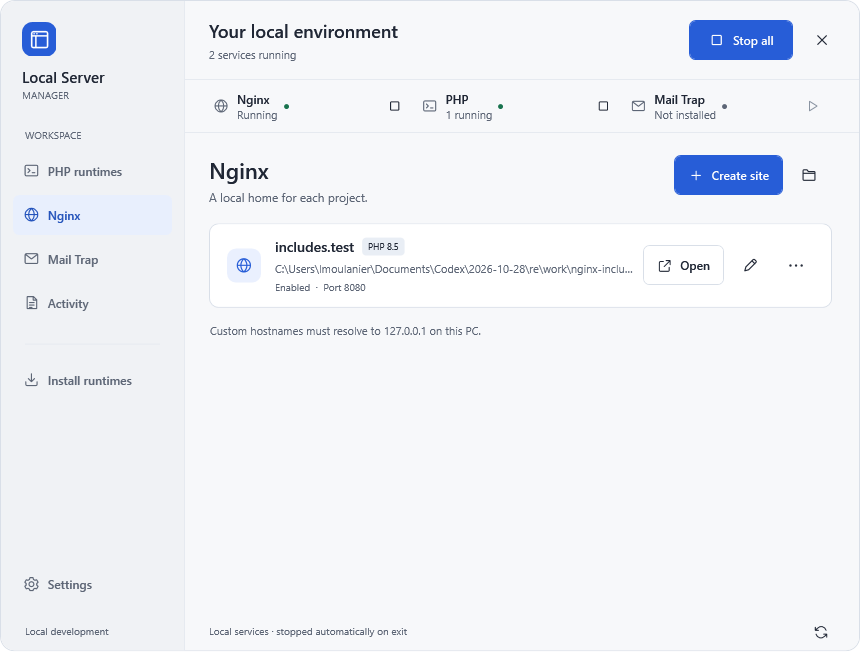 Local Server
MANAGER
WORKSPACE
PHP runtimes
Nginx
Mail Trap
Activity
Install runtimes
Settings
Local development
Your local environment
2 services running
Stop all
Nginx
Running
PHP
1 running
Mail Trap
Not installed
Nginx
A local home for each project.
Create site
includes.test PHP 8.5
C:\Users\lmoulanier\Documents\Codex\2026-10-28\re\work\nginx-inclu...
Enabled · Port 8080
Open
Custom hostnames must resolve to 127.0.0.1 on this PC.
Local services · stopped automatically on exit